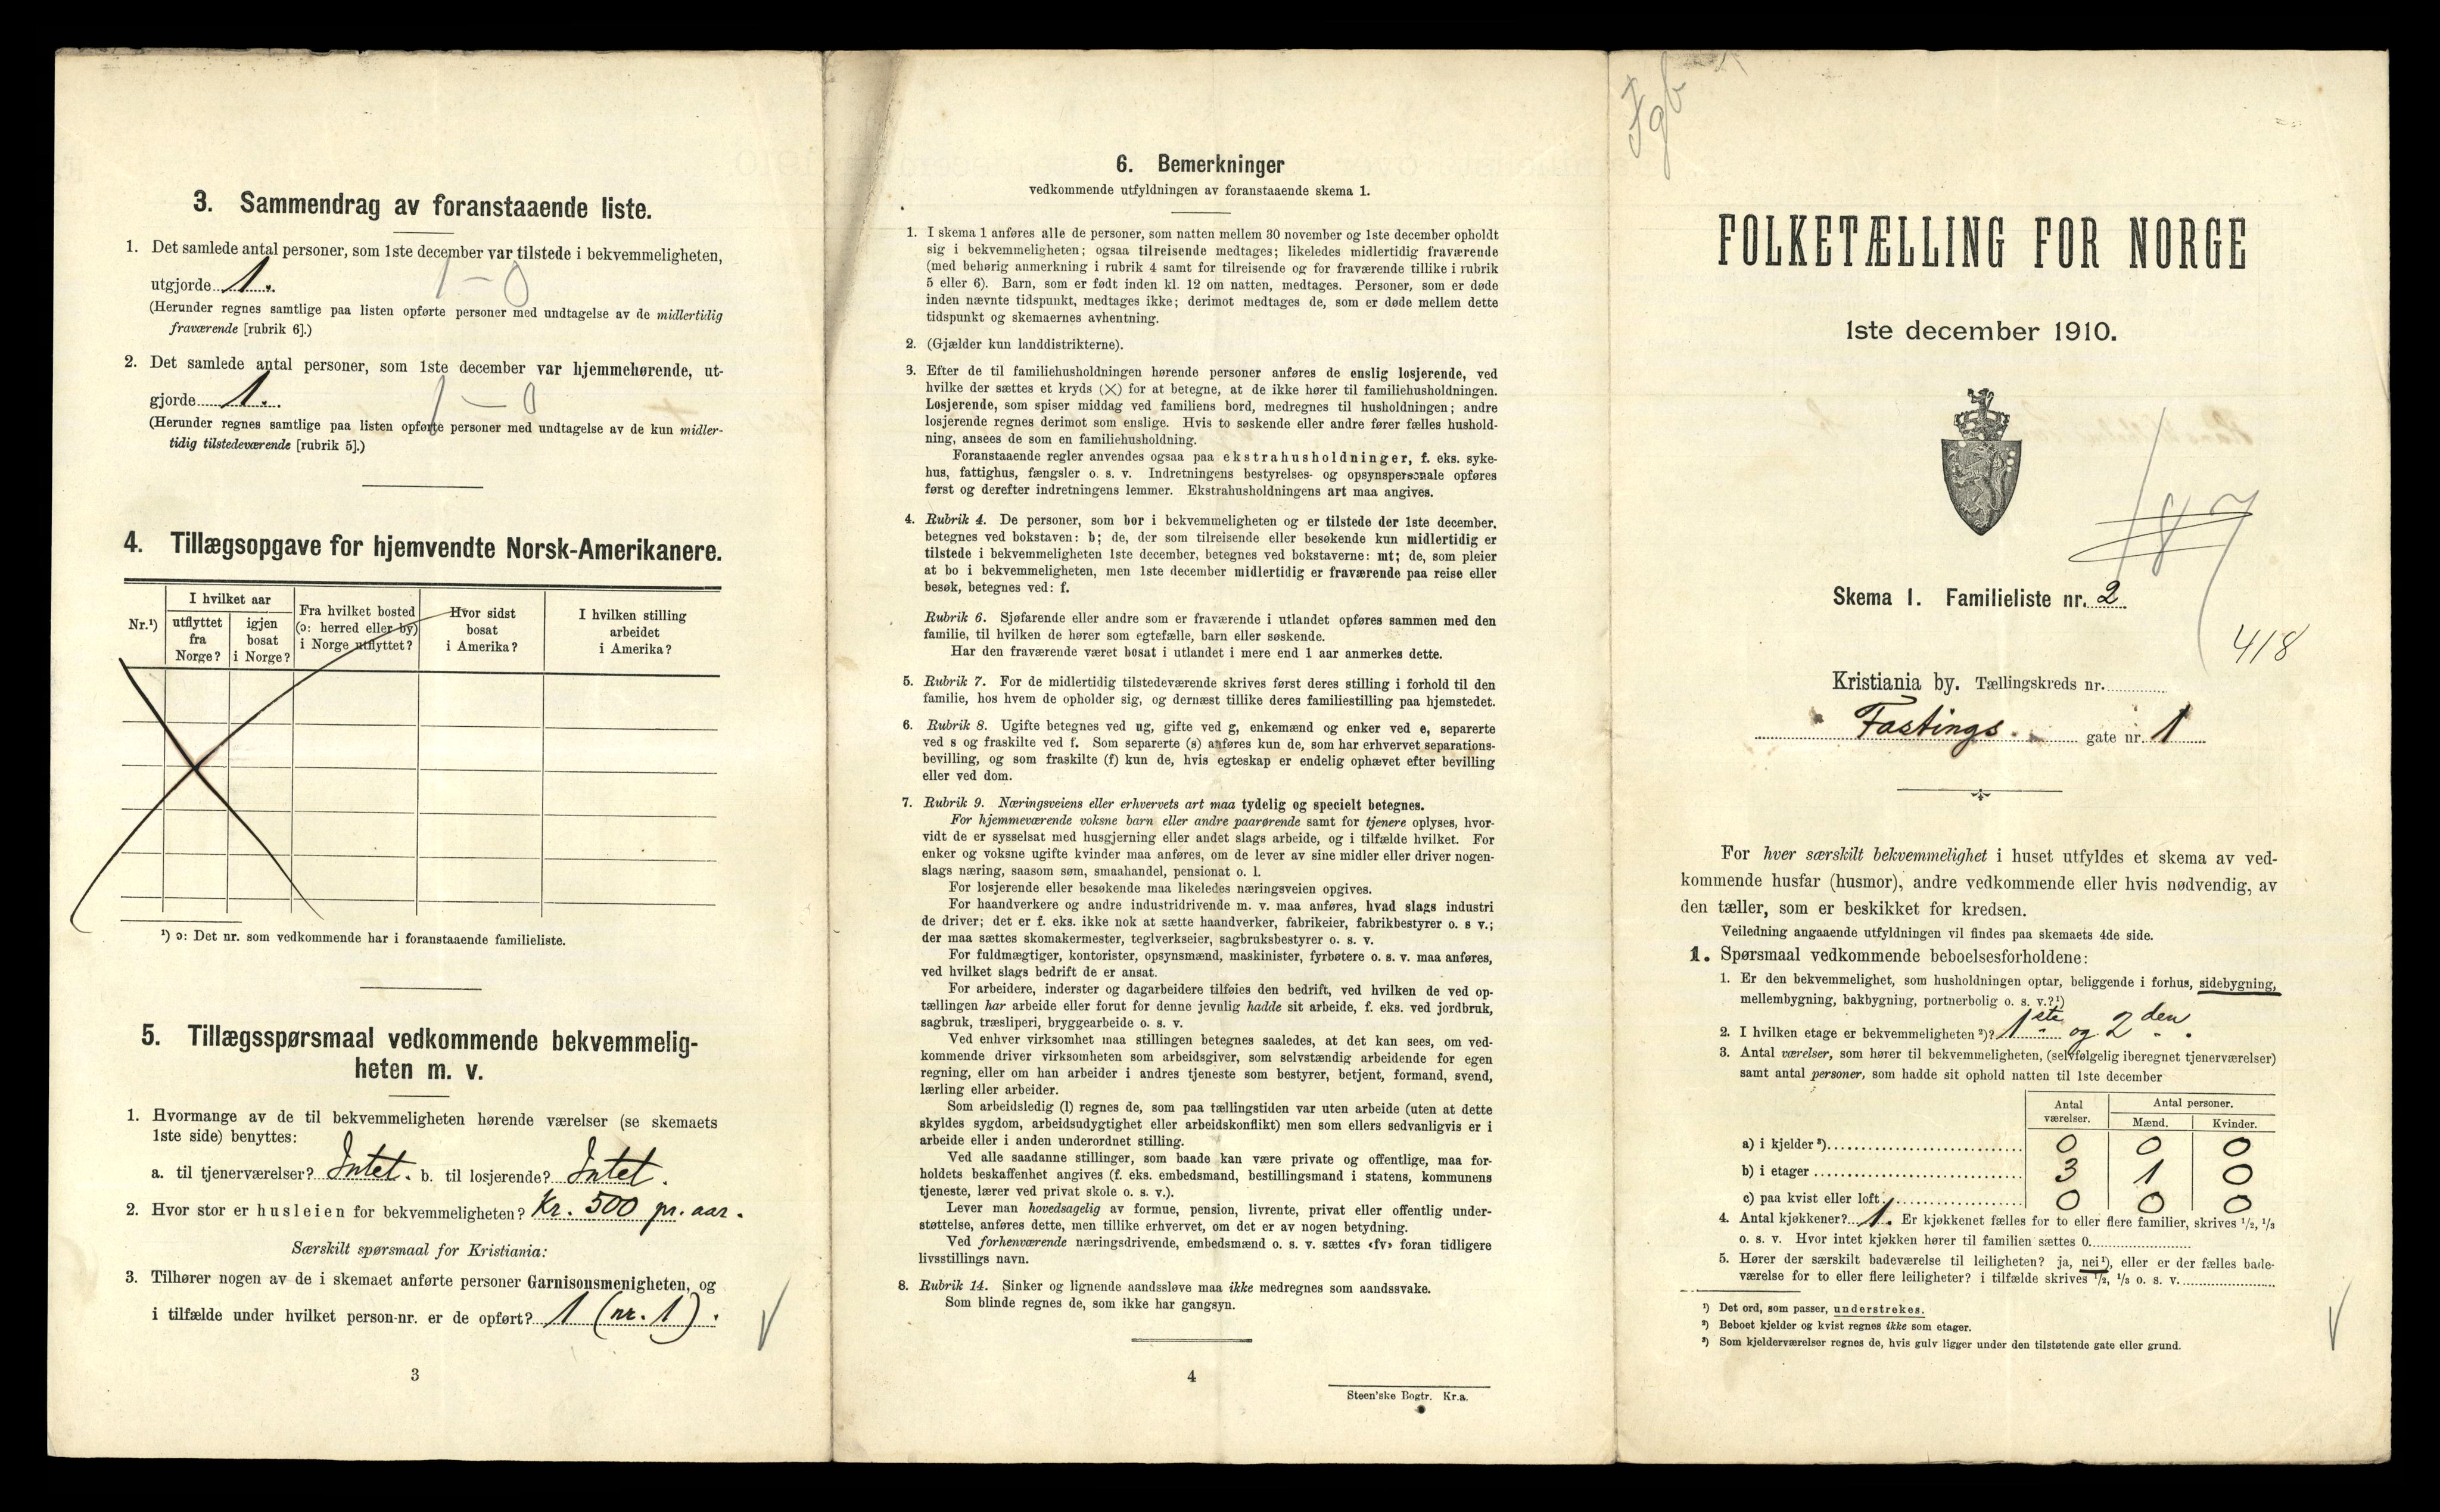 3. Sammendrag av foranstaaende liste.
1. Det samlede antal personer, som 1ste december var tilstede i bekvemmeligheten,
utgjorde 1.
1 — 0
(Herunder regnes samtlige paa listen opførte personer med undtagelse av de midlertidig
fraværende [rubrik 6].)
2. Det samlede antal personer, som 1ste december var hjemmehørende, ut-
gjorde 1.
1 — 0
(Herunder regnes samtlige paa listen opførte personer med undtagelse av de kun midler-
tidig tilstedeværende [rubrik 5].)
4. Tillægsopgave for hjemvendte Norsk-Amerikanere.
Nr.¹)
I hvilket aar
utflyttet fra Norge?
igjen bosat i Norge?
Fra hvilket bosted (ɔ: herred eller by) i Norge utflyttet?
Hvor sidst bosat i Amerika?
I hvilken stilling arbeidet i Amerika?
¹) ɔ: Det nr. som vedkommende har i foranstaaende familieliste.
5. Tillægsspørsmaal vedkommende bekvemmelig-
heten m. v.
1. Hvormange av de til bekvemmeligheten hørende værelser (se skemaets
1ste side) benyttes:
a. til tjenerværelser? Intet. b. til losjerende? Intet.
2. Hvor stor er husleien for bekvemmeligheten? Kr. 500 pr. aar.
Særskilt spørsmaal for Kristiania:
3. Tilhører nogen av de i skemaet anførte personer Garnisonsmenigheten, og
i tilfælde under hvilket person-nr. er de opført? 1 (nr. 1).
3
6. Bemerkninger
vedkommende utfyldningen av foranstaaende skema 1.
1. I skema 1 anføres alle de personer, som natten mellem 30 november og 1ste december opholdt
sig i bekvemmeligheten; ogsaa tilreisende medtages; likeledes midlertidig fraværende
(med behørig anmerkning i rubrik 4 samt for tilreisende og for fraværende tillike i rubrik
5 eller 6). Barn, som er født inden kl. 12 om natten, medtages. Personer, som er døde
inden nævnte tidspunkt, medtages ikke; derimot medtages de, som er døde mellem dette
tidspunkt og skemaernes avhentning.
2. (Gjælder kun landdistrikterne).
3. Efter de til familiehusholdningen hørende personer anføres de enslig losjerende, ved
hvilke der sættes et kryds (×) for at betegne, at de ikke hører til familiehusholdningen.
Losjerende, som spiser middag ved familiens bord, medregnes til husholdningen; andre
losjerende regnes derimot som enslige. Hvis to søskende eller andre fører fælles hushold-
ning, ansees de som en familiehusholdning.
Foranstaaende regler anvendes ogsaa paa ekstrahusholdninger, f. eks. syke-
hus, fattighus, fængsler o. s. v. Indretningens bestyrelses- og opsynspersonale opføres
først og derefter indretningens lemmer. Ekstrahusholdningens art maa angives.
4. Rubrik 4. De personer, som bor i bekvemmeligheten og er tilstede der 1ste december,
betegnes ved bokstaven: b; de, der som tilreisende eller besøkende kun midlertidig er
tilstede i bekvemmeligheten 1ste december, betegnes ved bokstaverne: mt; de, som pleier
at bo i bekvemmeligheten, men 1ste december midlertidig er fraværende paa reise eller
besøk, betegnes ved: f.
Rubrik 6. Sjøfarende eller andre som er fraværende i utlandet opføres sammen med den
familie, til hvilken de hører som egtefælle, barn eller søskende.
Har den fraværende været bosat i utlandet i mere end 1 aar anmerkes dette.
5. Rubrik 7. For de midlertidig tilstedeværende skrives først deres stilling i forhold til den
familie, hos hvem de opholder sig, og dernæst tillike deres familiestilling paa hjemstedet.
6. Rubrik 8. Ugifte betegnes ved ug, gifte ved g, enkemænd og enker ved e, separerte
ved s og fraskilte ved f. Som separerte (s) anføres kun de, som har erhvervet separations-
bevilling, og som fraskilte (f) kun de, hvis egteskap er endelig ophævet efter bevilling
eller ved dom.
7. Rubrik 9. Næringsveiens eller erhvervets art maa tydelig og specielt betegnes.
For hjemmeværende voksne barn eller andre paarørende samt for tjenere oplyses, hvor-
vidt de er sysselsat med husgjerning eller andet slags arbeide, og i tilfælde hvilket. For
enker og voksne ugifte kvinder maa anføres, om de lever av sine midler eller driver nogen-
slags næring, saasom søm, smaahandel, pensionat o. l.
For losjerende eller besøkende maa likeledes næringsveien opgives.
For haandverkere og andre industridrivende m. v. maa anføres, hvad slags industri
de driver; det er f. eks. ikke nok at sætte haandverker, fabrikeier, fabrikbestyrer o. s v.;
der maa sættes skomakermester, teglverkseier, sagbruksbestyrer o. s. v.
For fuldmægtiger, kontorister, opsynsmænd, maskinister, fyrbøtere o. s. v. maa anføres,
ved hvilket slags bedrift de er ansat.
For arbeidere, inderster og dagarbeidere tilføies den bedrift, ved hvilken de ved op-
tællingen har arbeide eller forut for denne jevnlig hadde sit arbeide, f. eks. ved jordbruk,
sagbruk, træsliperi, bryggearbeide o. s. v.
Ved enhver virksomhet maa stillingen betegnes saaledes, at det kan sees, om ved-
kommende driver virksomheten som arbeidsgiver, som selvstændig arbeidende for egen
regning, eller om han arbeider i andres tjeneste som bestyrer, betjent, formand, svend,
lærling eller arbeider.
Som arbeidsledig (l) regnes de, som paa tællingstiden var uten arbeide (uten at dette
skyldes sygdom, arbeidsudygtighet eller arbeidskonflikt) men som ellers sedvanligvis er i
arbeide eller i anden underordnet stilling.
Ved alle saadanne stillinger, som baade kan være private og offentlige, maa for-
holdets beskaffenhet angives (f. eks. embedsmand, bestillingsmand i statens, kommunens
tjeneste, lærer ved privat skole o. s. v.).
Lever man hovedsagelig av formue, pension, livrente, privat eller offentlig under-
støttelse, anføres dette, men tillike erhvervet, om det er av nogen betydning.
Ved forhenværende næringsdrivende, embedsmænd o. s. v. sættes «fv» foran tidligere
livsstillings navn.
8. Rubrik 14. Sinker og lignende aandssløve maa ikke medregnes som aandssvake.
Som blinde regnes de, som ikke har gangsyn.
4
Steen'ske Bogtr. Kr.a.
Fgb
FOLKETÆLLING FOR NORGE
1ste december 1910.
187
Skema 1. Familieliste nr. 2
418
Kristiania by. Tællingskreds nr.
Fastings gate nr. 1
For hver særskilt bekvemmelighet i huset utfyldes et skema av ved-
kommende husfar (husmor), andre vedkommende eller hvis nødvendig, av
den tæller, som er beskikket for kredsen.
Veiledning angaaende utfyldningen vil findes paa skemaets 4de side.
1. Spørsmaal vedkommende beboelsesforholdene:
1. Er den bekvemmelighet, som husholdningen optar, beliggende i forhus, sidebygning,
mellembygning, bakbygning, portnerbolig o. s. v.?¹)
2. I hvilken etage er bekvemmeligheten²)? 1ste og 2den.
3. Antal værelser, som hører til bekvemmeligheten, (selvfølgelig iberegnet tjenerværelser)
samt antal personer, som hadde sit ophold natten til 1ste december
Antal værelser. Antal personer.
Mænd. Kvinder.
a) i kjelder³) 0 0 0
b) i etager 3 1 0
c) paa kvist eller loft 0 0 0
4. Antal kjøkkener? 1. Er kjøkkenet fælles for to eller flere familier, skrives ¹/₂, ¹/₃
o. s. v. Hvor intet kjøkken hører til familien sættes 0.
5. Hører der særskilt badeværelse til leiligheten? ja, nei¹), eller er der fælles bade-
værelse for to eller flere leiligheter? i tilfælde skrives ¹/₂, ¹/₃ o. s. v.
¹) Det ord, som passer, understrekes.
²) Beboet kjelder og kvist regnes ikke som etager.
³) Som kjelderværelser regnes de, hvis gulv ligger under den tilstøtende gate eller grund.